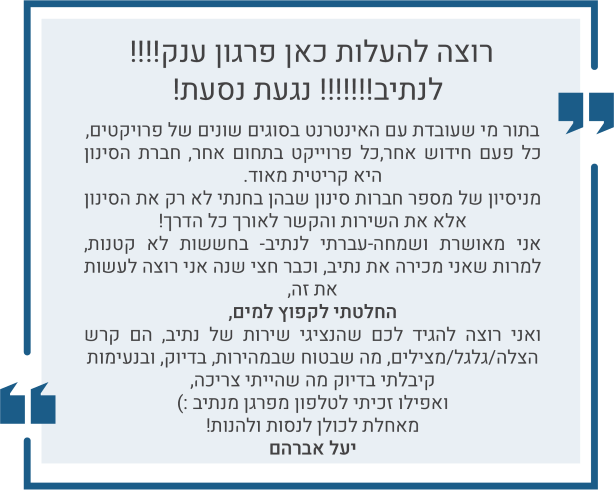 רוצה להעלות כאן פרגון ענק!!!!
לנתיב!!!!!!! נגעת נסעת!
בתור מי שעובדת עם האינטרנט בסוגים שונים של פרויקטים,
כל פעם חידוש אחר,כל פרוייקט בתחום אחר, חברת הסינון
היא קריטית מאוד.
מניסיון של מספר חברות סינון שבהן בחנתי לא רק את הסינון
אלא את השירות והקשר לאורך כל הדרך!
אני מאושרת ושמחה-עברתי לנתיב- בחששות לא קטנות,
למרות שאני מכירה את נתיב, וכבר חצי שנה אני רוצה לעשות
את זה,
החלטתי לקפוץ למים,
ואני רוצה להגיד לכם שהנציגי שירות של נתיב, הם קרש
הצלה/גלגל/מצילים, מה שבטוח שבמהירות, בדיוק, ובנעימות
קיבלתי בדיוק מה שהייתי צריכה,
ואפילו זכיתי לטלפון מפרגן מנתיב :)
מאחלת לכולן לנסות ולהנות!
יעל אברהם